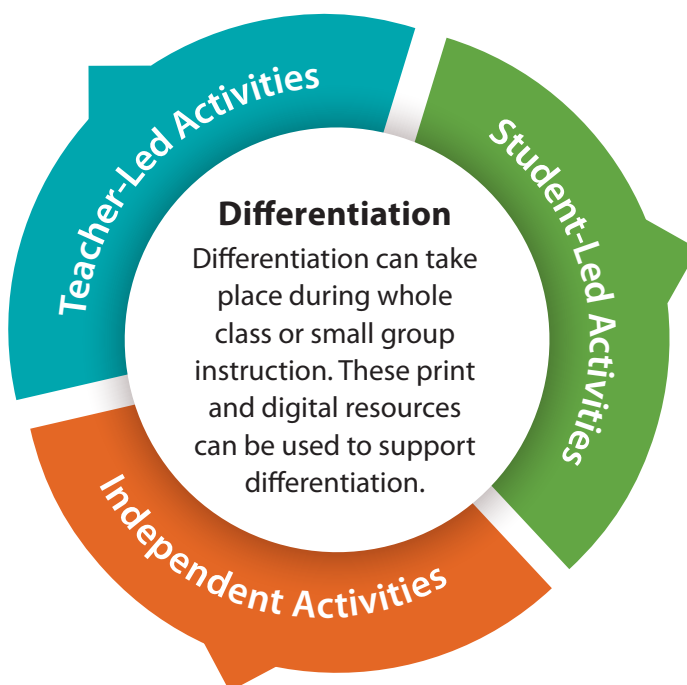 Teacher-Led Activities
Student-Led Activities
Differentiation
Differentiation can take
place during whole
class or small group
instruction. These print
and digital resources
can be used to support
differentiation.
Independent Activities